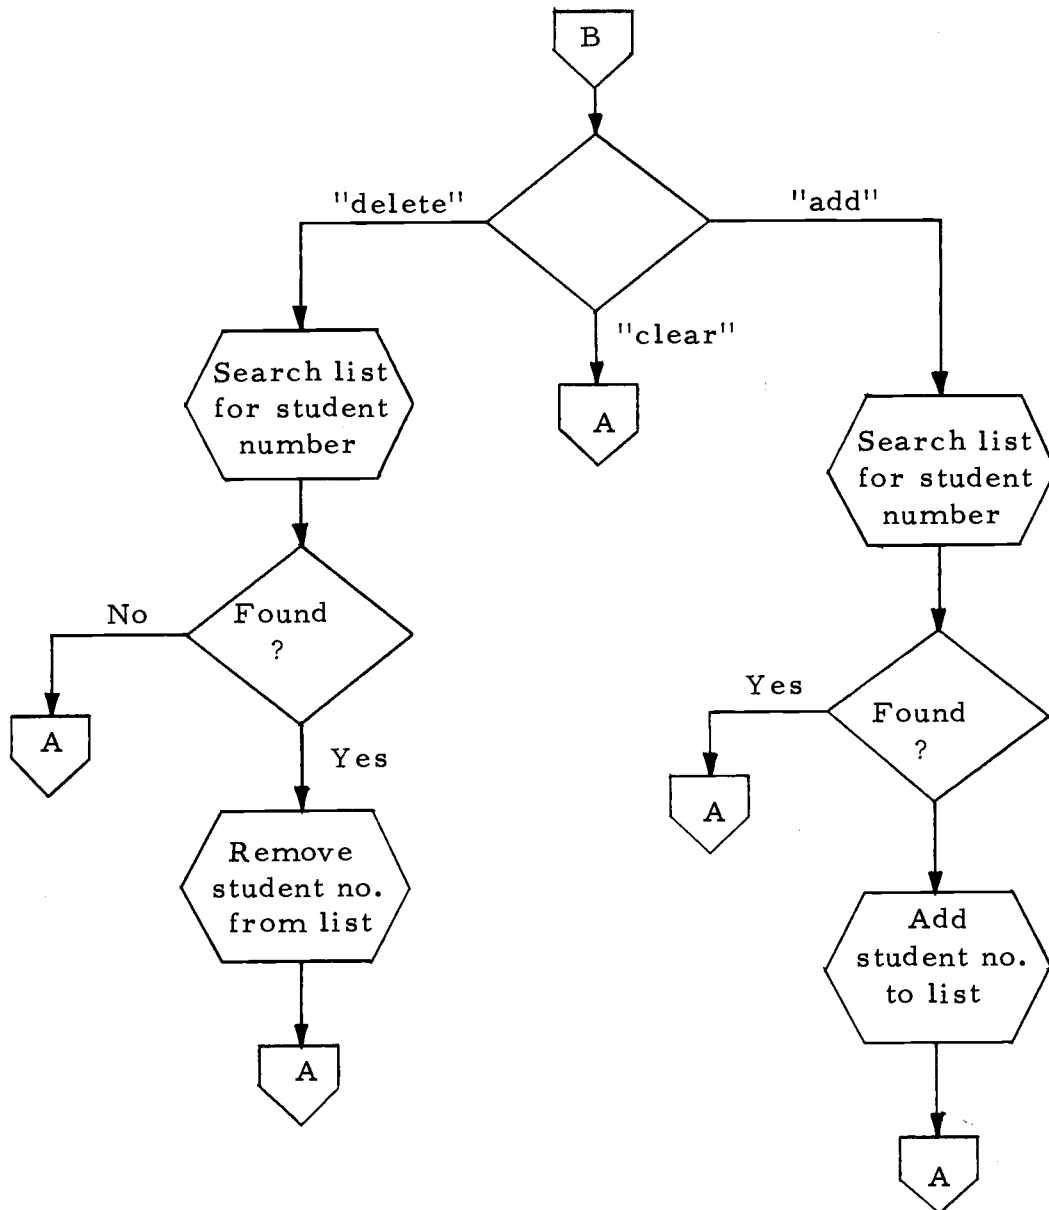 B
"delete"
"add"
"clear"
A
Search list
for student
number
Search list
for student
number
No
Found
?
Yes
A
Yes
Found
?
A
Remove
student no.
from list
A
Add
student no.
to list
A